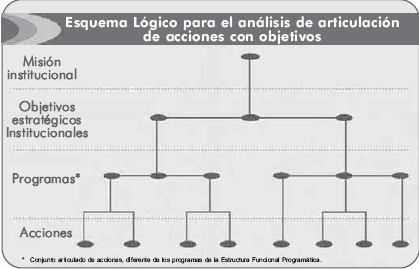 Esquema Lógico para el análisis de articulación
de acciones con objetivos
Misión
institucional
Objetivos
estratégicos
Institucionales
Programas*
Acciones
* Conjunto articulado de acciones, diferente de los programas de la Estructura Funcional Programática.